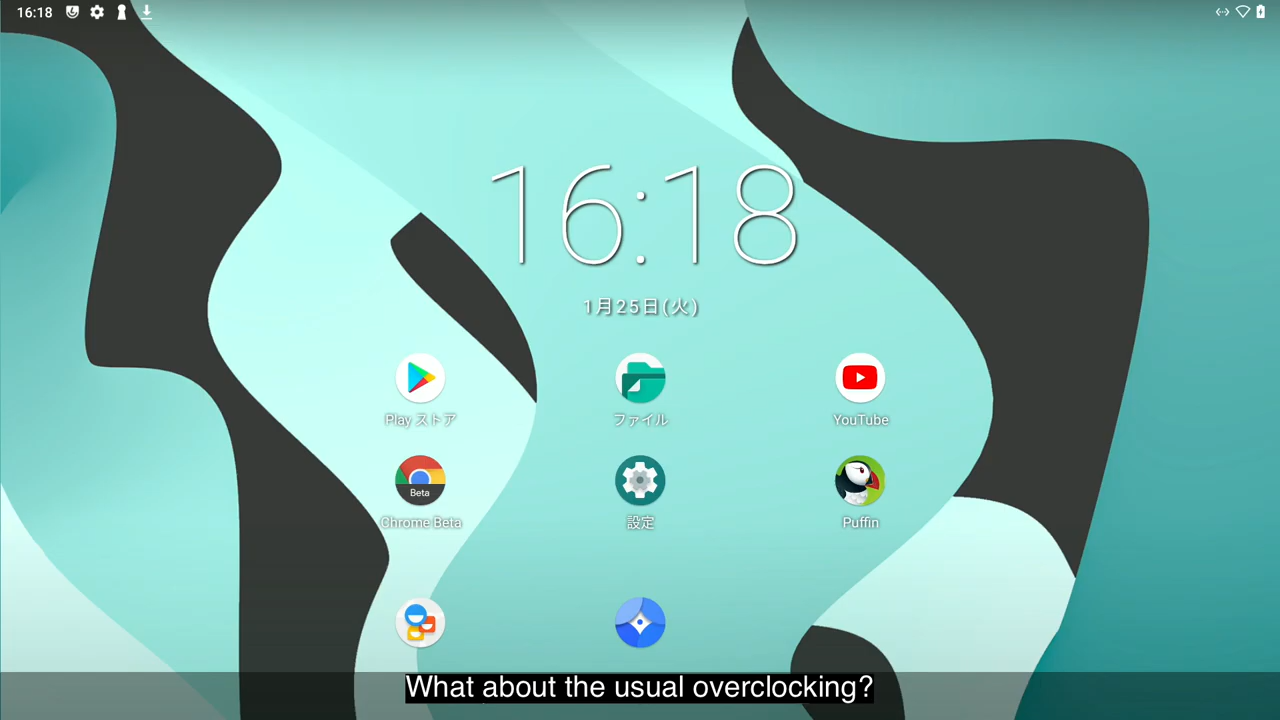 16:18
16:18
1月25日(火)
Play ストア
ファイル
YouTube
Beta
Chrome Beta
設定
Puffin
What about the usual overclocking?